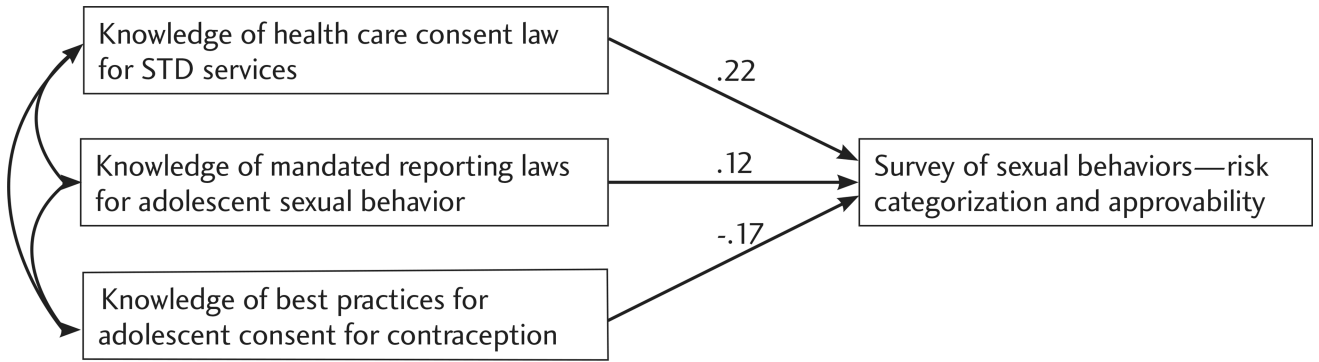 Knowledge of health care consent law
for STD services
.22
Knowledge of mandated reporting laws
for adolescent sexual behavior
.12
Survey of sexual behaviors—risk
categorization and approvability
-.17
Knowledge of best practices for
adolescent consent for contraception